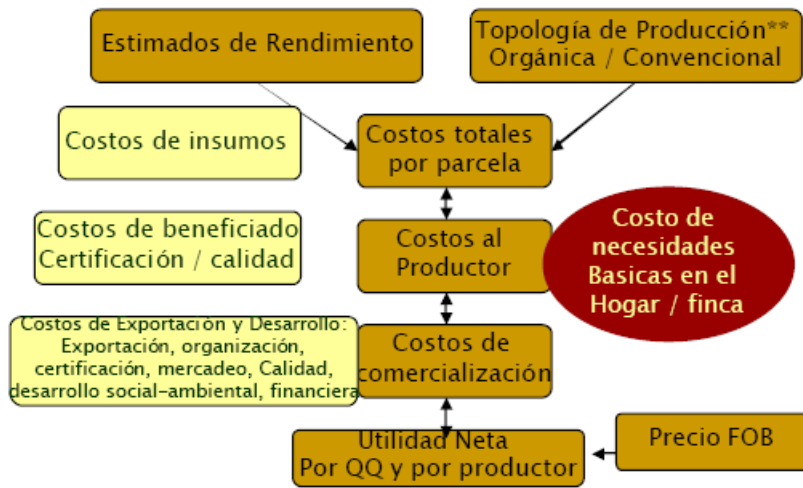 Estimados de Rendimiento
Topología de Producción**
Orgánica / Convencional
Costos de insumos
Costos totales
por parcela
Costos de beneficiado
Certificación / calidad
Costos al
Productor
Costo de
necesidades
Basicas en el
Hogar / finca
Costos de Exportación y Desarrollo:
Exportación, organización,
certificación, mercadeo, Calidad,
desarrollo social-ambiental, financiera
Costos de
comercialización
Utilidad Neta
Por QQ y por productor
Precio FOB